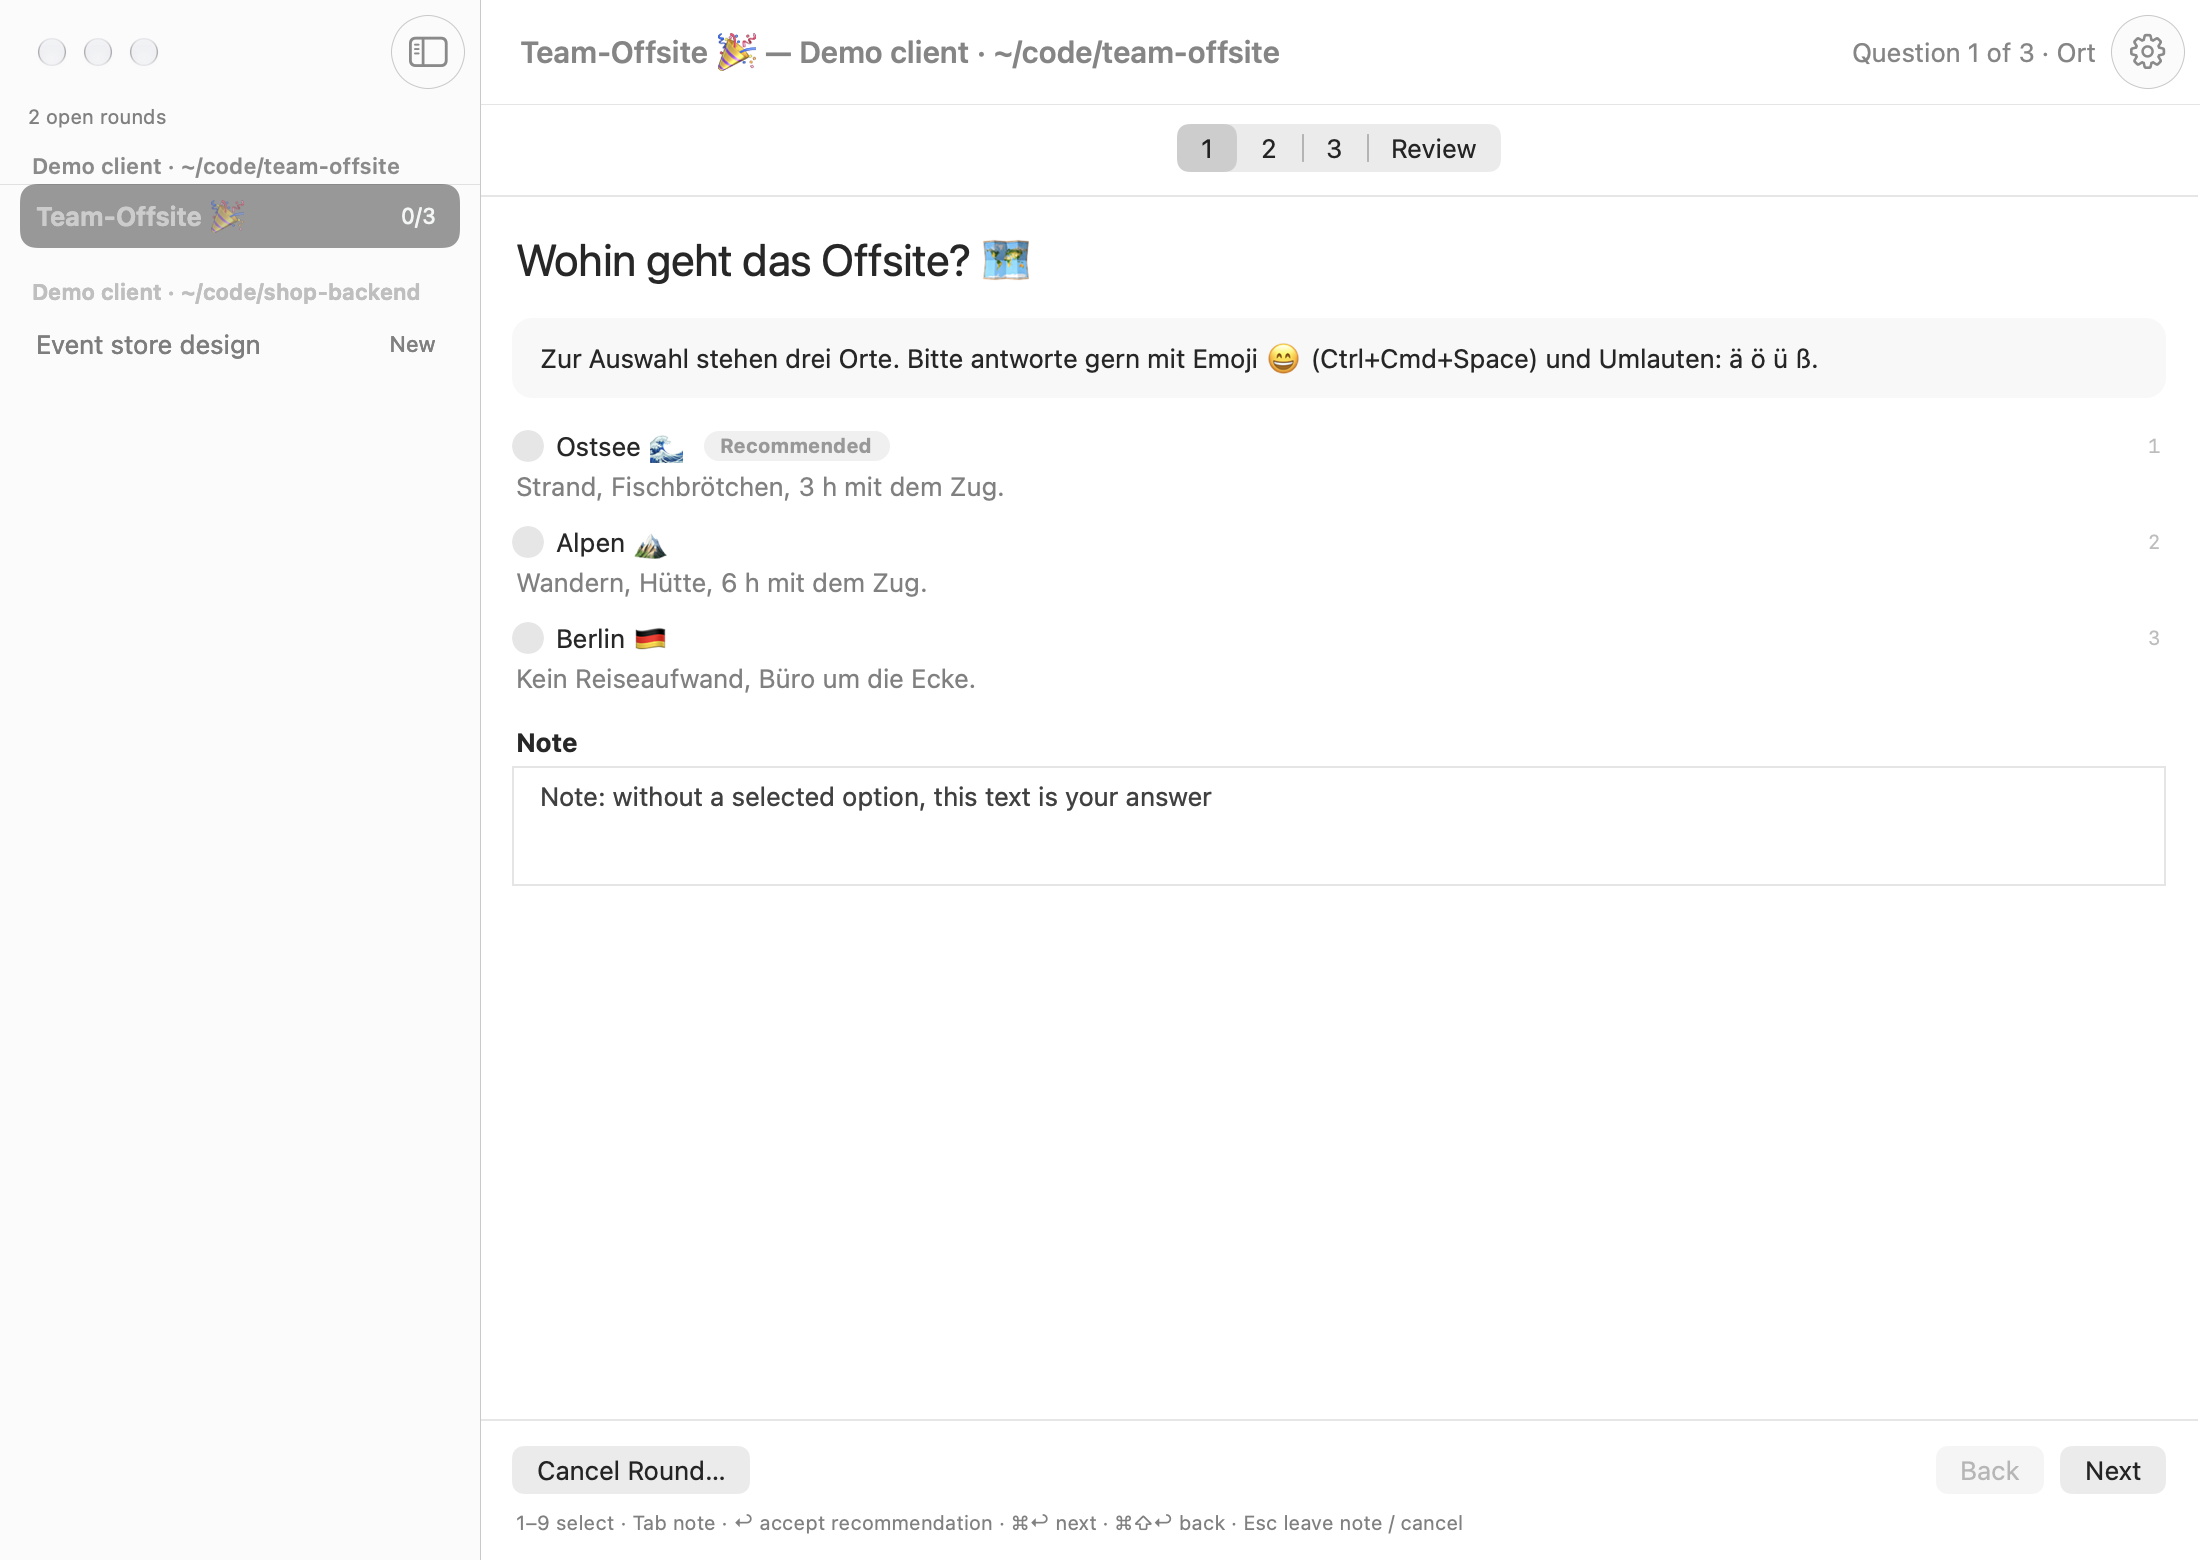 2 open rounds
Demo client · ~/code/team-offsite
Team-Offsite 🎉 0/3
Demo client · ~/code/shop-backend
Event store design New
Team-Offsite 🎉 — Demo client · ~/code/team-offsite
Question 1 of 3 · Ort
1 2 3 Review
Wohin geht das Offsite? 🗺️
Zur Auswahl stehen drei Orte. Bitte antworte gern mit Emoji 😄 (Ctrl+Cmd+Space) und Umlauten: ä ö ü ß.
Ostsee 🌊 Recommended 1
Strand, Fischbrötchen, 3 h mit dem Zug.
Alpen ⛰️ 2
Wandern, Hütte, 6 h mit dem Zug.
Berlin 🇩🇪 3
Kein Reiseaufwand, Büro um die Ecke.
Note
Note: without a selected option, this text is your answer
Cancel Round… Back Next
1–9 select · Tab note · ↩ accept recommendation · ⌘↩ next · ⌘⇧↩ back · Esc leave note / cancel